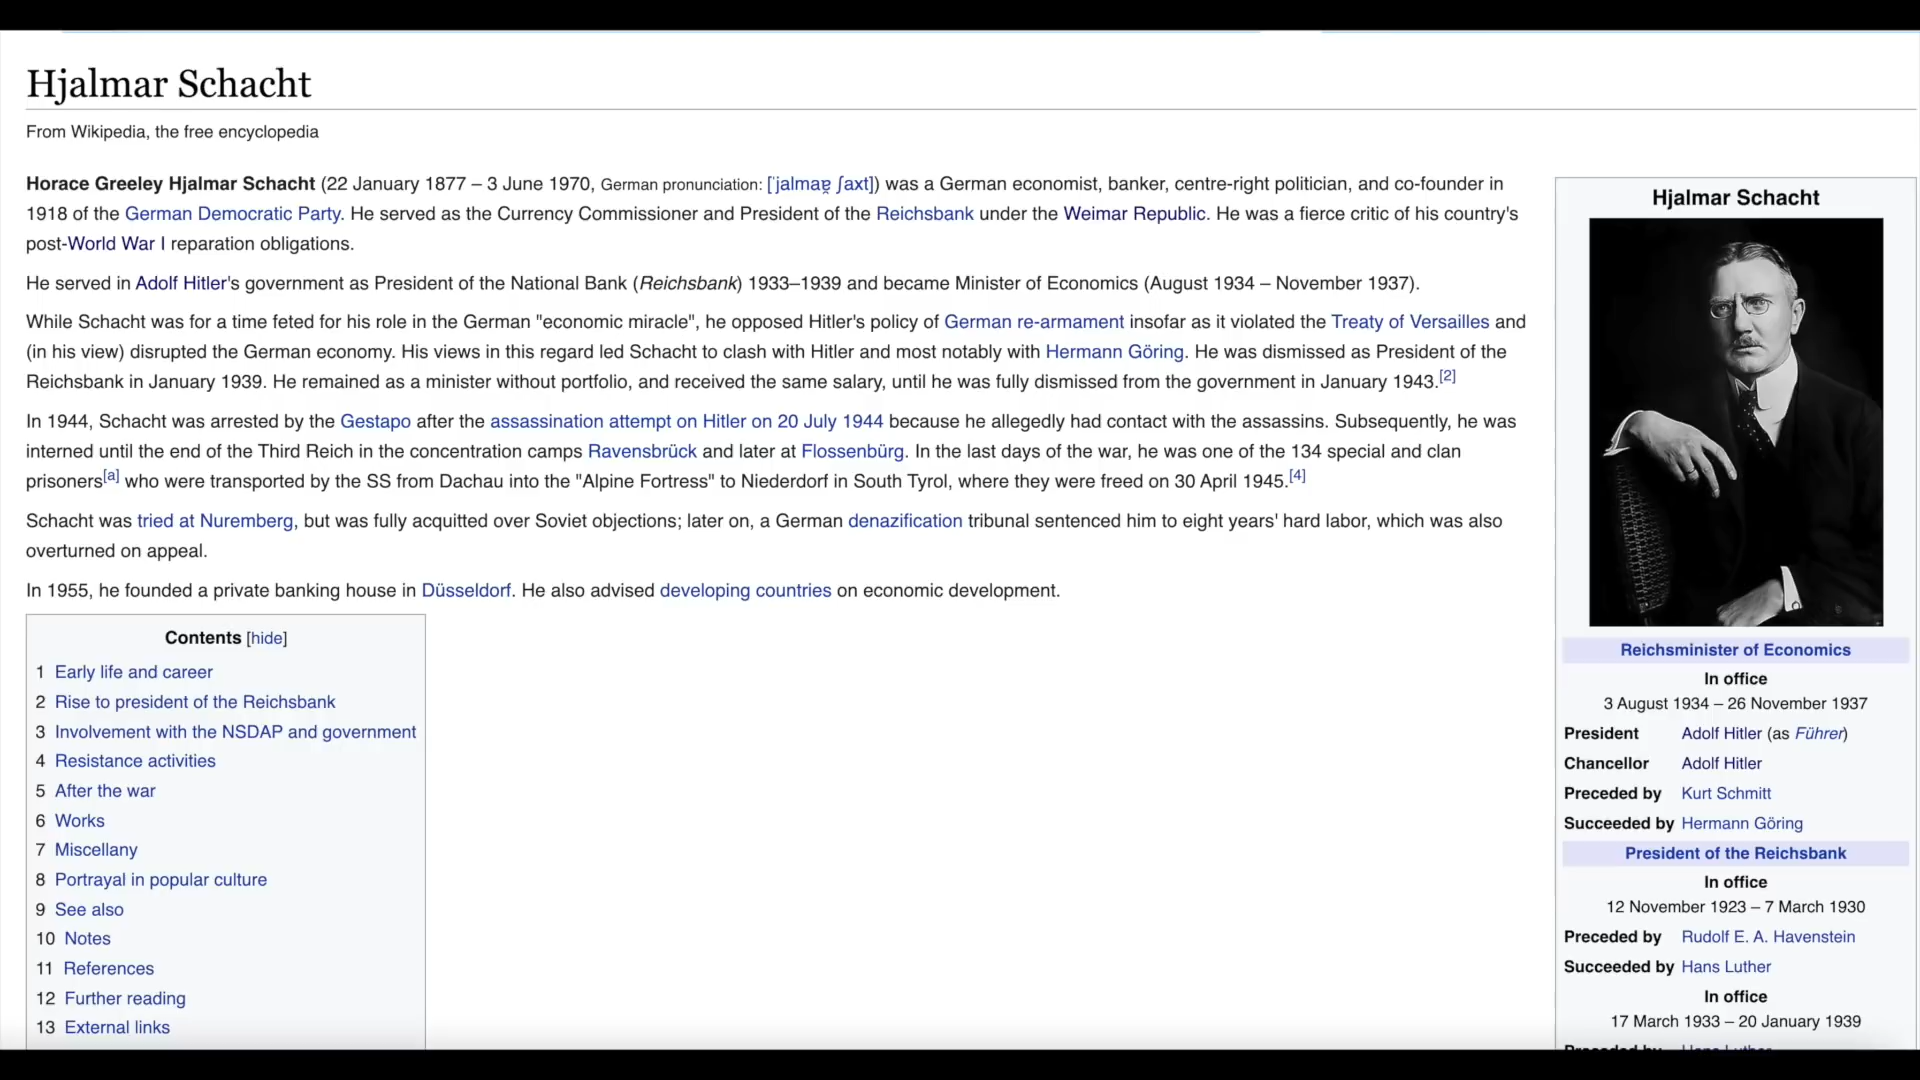 Hjalmar Schacht
From Wikipedia, the free encyclopedia
Horace Greeley Hjalmar Schacht (22 January 1877 – 3 June 1970, German pronunciation: [ˈjalmaɐ̯ ʃaxt]) was a German economist, banker, centre-right politician, and co-founder in
1918 of the German Democratic Party. He served as the Currency Commissioner and President of the Reichsbank under the Weimar Republic. He was a fierce critic of his country's
post-World War I reparation obligations.
He served in Adolf Hitler's government as President of the National Bank (Reichsbank) 1933–1939 and became Minister of Economics (August 1934 – November 1937).
While Schacht was for a time feted for his role in the German "economic miracle", he opposed Hitler's policy of German re-armament insofar as it violated the Treaty of Versailles and
(in his view) disrupted the German economy. His views in this regard led Schacht to clash with Hitler and most notably with Hermann Göring. He was dismissed as President of the
Reichsbank in January 1939. He remained as a minister without portfolio, and received the same salary, until he was fully dismissed from the government in January 1943.[2]
In 1944, Schacht was arrested by the Gestapo after the assassination attempt on Hitler on 20 July 1944 because he allegedly had contact with the assassins. Subsequently, he was
interned until the end of the Third Reich in the concentration camps Ravensbrück and later at Flossenbürg. In the last days of the war, he was one of the 134 special and clan
prisoners[a] who were transported by the SS from Dachau into the "Alpine Fortress" to Niederdorf in South Tyrol, where they were freed on 30 April 1945.[4]
Schacht was tried at Nuremberg, but was fully acquitted over Soviet objections; later on, a German denazification tribunal sentenced him to eight years' hard labor, which was also
overturned on appeal.
In 1955, he founded a private banking house in Düsseldorf. He also advised developing countries on economic development.
Contents [hide]
1 Early life and career
2 Rise to president of the Reichsbank
3 Involvement with the NSDAP and government
4 Resistance activities
5 After the war
6 Works
7 Miscellany
8 Portrayal in popular culture
9 See also
10 Notes
11 References
12 Further reading
13 External links
Hjalmar Schacht
Reichsminister of Economics
In office
3 August 1934 – 26 November 1937
President Adolf Hitler (as Führer)
Chancellor Adolf Hitler
Preceded by Kurt Schmitt
Succeeded by Hermann Göring
President of the Reichsbank
In office
12 November 1923 – 7 March 1930
Preceded by Rudolf E. A. Havenstein
Succeeded by Hans Luther
In office
17 March 1933 – 20 January 1939
Preceded by Hans Luther